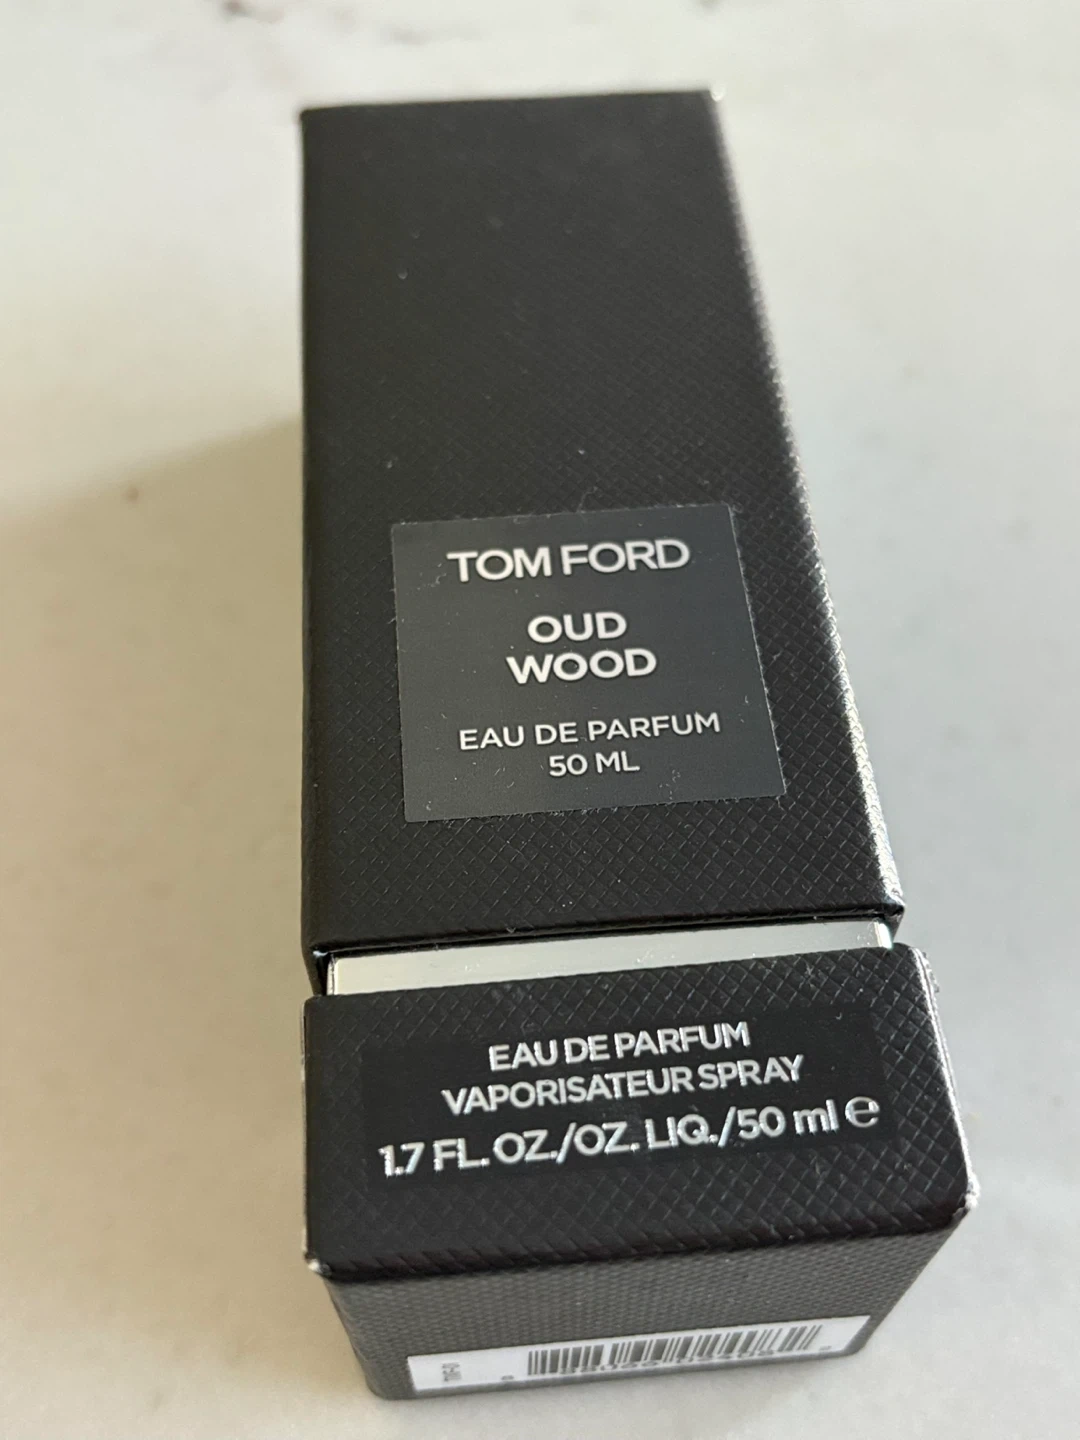 TOM FORD
OUD
WOOD
EAU DE PARFUM
50 ML
EAU DE PARFUM
VAPORISATEUR SPRAY
1.7 FL. OZ./OZ. LIQ./50 ml ℮